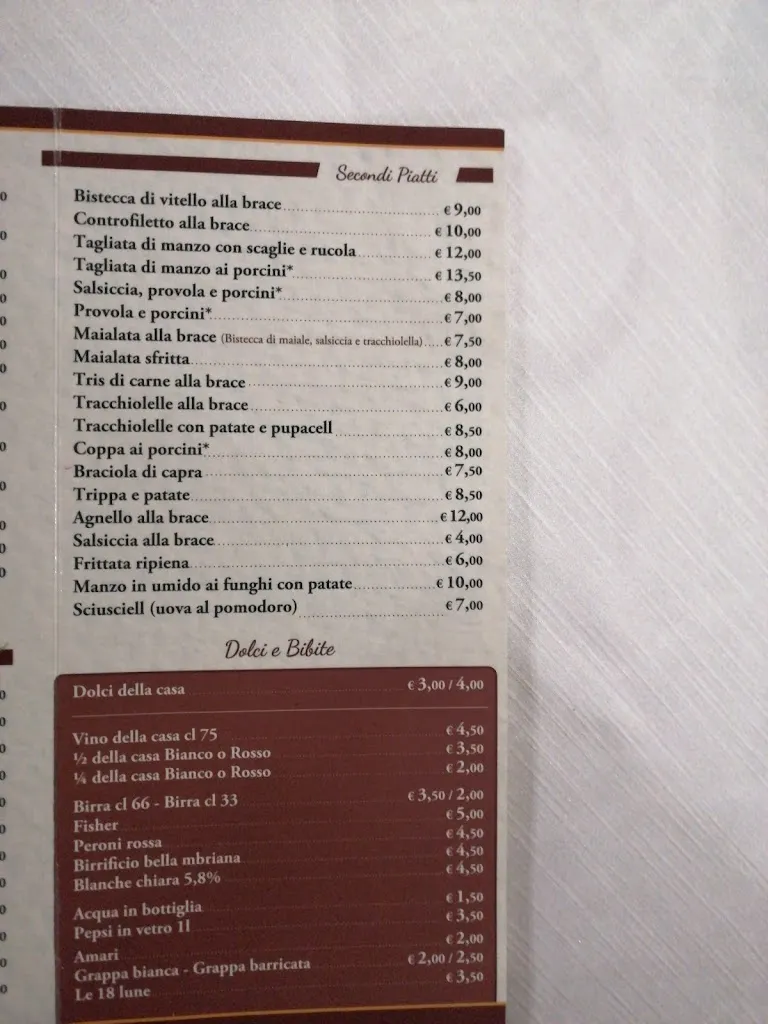 Secondi Piatti
Bistecca di vitello alla brace € 9,00
Controfiletto alla brace € 10,00
Tagliata di manzo con scaglie e rucola € 12,00
Tagliata di manzo ai porcini* € 13,50
Salsiccia, provola e porcini* € 8,00
Provola e porcini* € 7,00
Maialata alla brace (Bistecca di maiale, salsiccia e tracchiolella) € 7,50
Maialata sfritta € 8,00
Tris di carne alla brace € 9,00
Tracchiolelle alla brace € 6,00
Tracchiolelle con patate e pupacell € 8,50
Coppa ai porcini* € 8,00
Braciola di capra € 7,50
Trippa e patate € 8,50
Agnello alla brace € 12,00
Salsiccia alla brace € 4,00
Frittata ripiena € 6,00
Manzo in umido ai funghi con patate € 10,00
Sciusciell (uova al pomodoro) € 7,00
Dolci e Bibite
Dolci della casa € 3,00 / 4,00
Vino della casa cl 75 € 4,50
½ della casa Bianco o Rosso € 3,50
¼ della casa Bianco o Rosso € 2,00
Birra cl 66 - Birra cl 33 € 3,50 / 2,00
Fisher € 5,00
Peroni rossa € 4,50
Birrificio bella mbriana € 4,50
Blanche chiara 5,8% € 4,50
Acqua in bottiglia € 1,50
Pepsi in vetro 1l € 3,50
Amari € 2,00
Grappa bianca - Grappa barricata € 2,00 / 2,50
Le 18 lune € 3,50